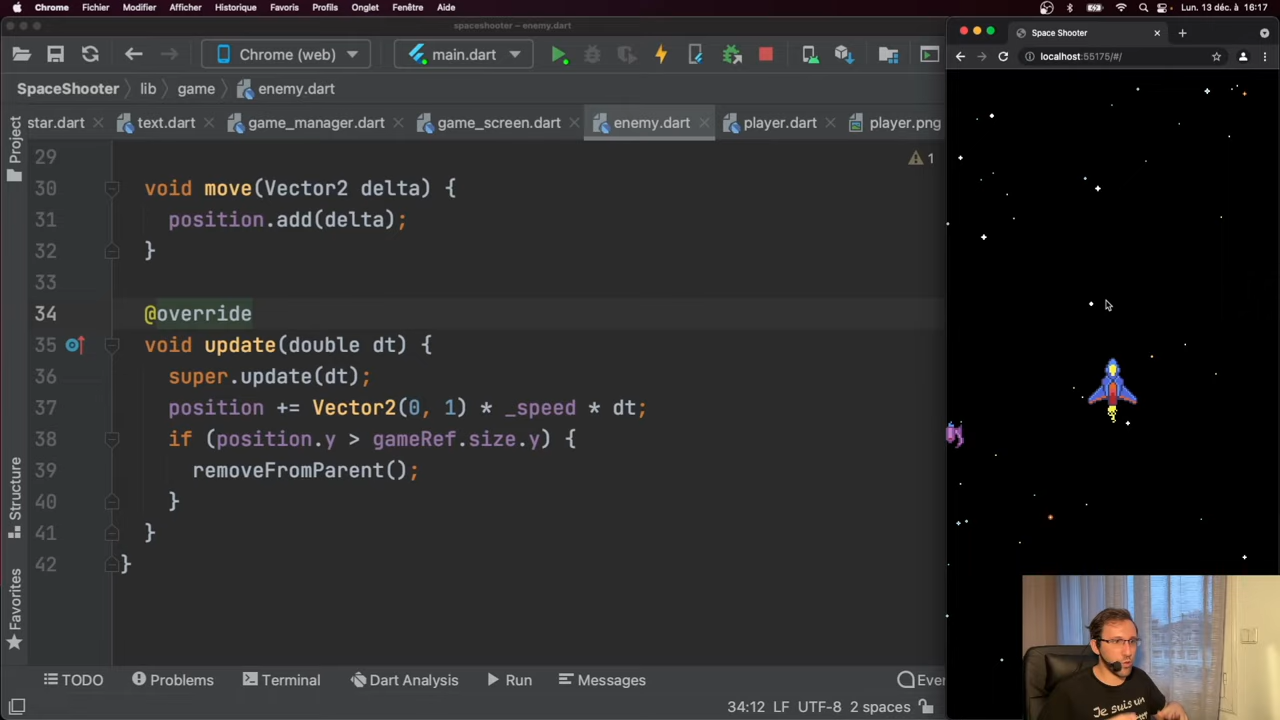 Chrome Fichier Modifier Afficher Historique Favoris Profils Onglet Fenêtre Aide Lun. 13 déc. à 16:17
spaceshooter – enemy.dart
Space Shooter
Chrome (web) main.dart
localhost:55175/#/
SpaceShooter lib game enemy.dart
star.dart text.dart game_manager.dart game_screen.dart enemy.dart player.dart player.png
Project
Structure
Favorites
29
1
30 void move(Vector2 delta) {
31 position.add(delta);
32 }
33
34 @override
35 void update(double dt) {
36 super.update(dt);
37 position += Vector2(0, 1) * _speed * dt;
38 if (position.y > gameRef.size.y) {
39 removeFromParent();
40 }
41 }
42 }
TODO Problems Terminal Dart Analysis Run Messages Even
34:12 LF UTF-8 2 spaces
Je suis un